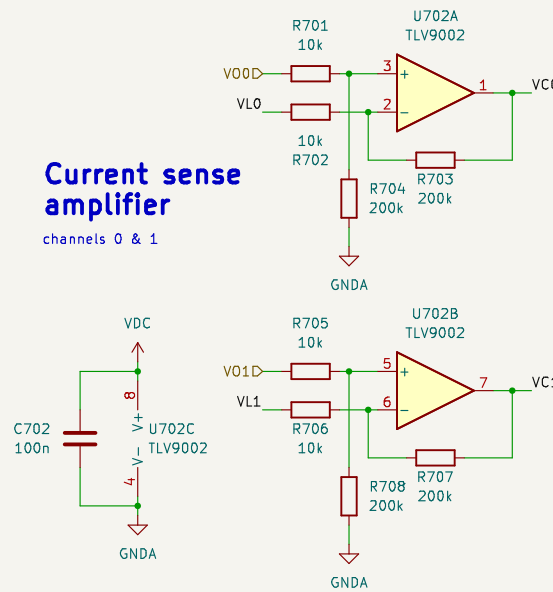 U702A
TLV9002
R701
10k
VO0
3
+
1
VC0
VL0
2
−
10k
R702
R703
200k
R704
200k
GNDA
Current sense
amplifier
channels 0 & 1
U702B
TLV9002
R705
10k
VO1
5
+
7
VC1
VL1
6
−
R706
10k
R707
200k
R708
200k
GNDA
VDC
8
V+
C702
100n
U702C
TLV9002
V−
4
GNDA